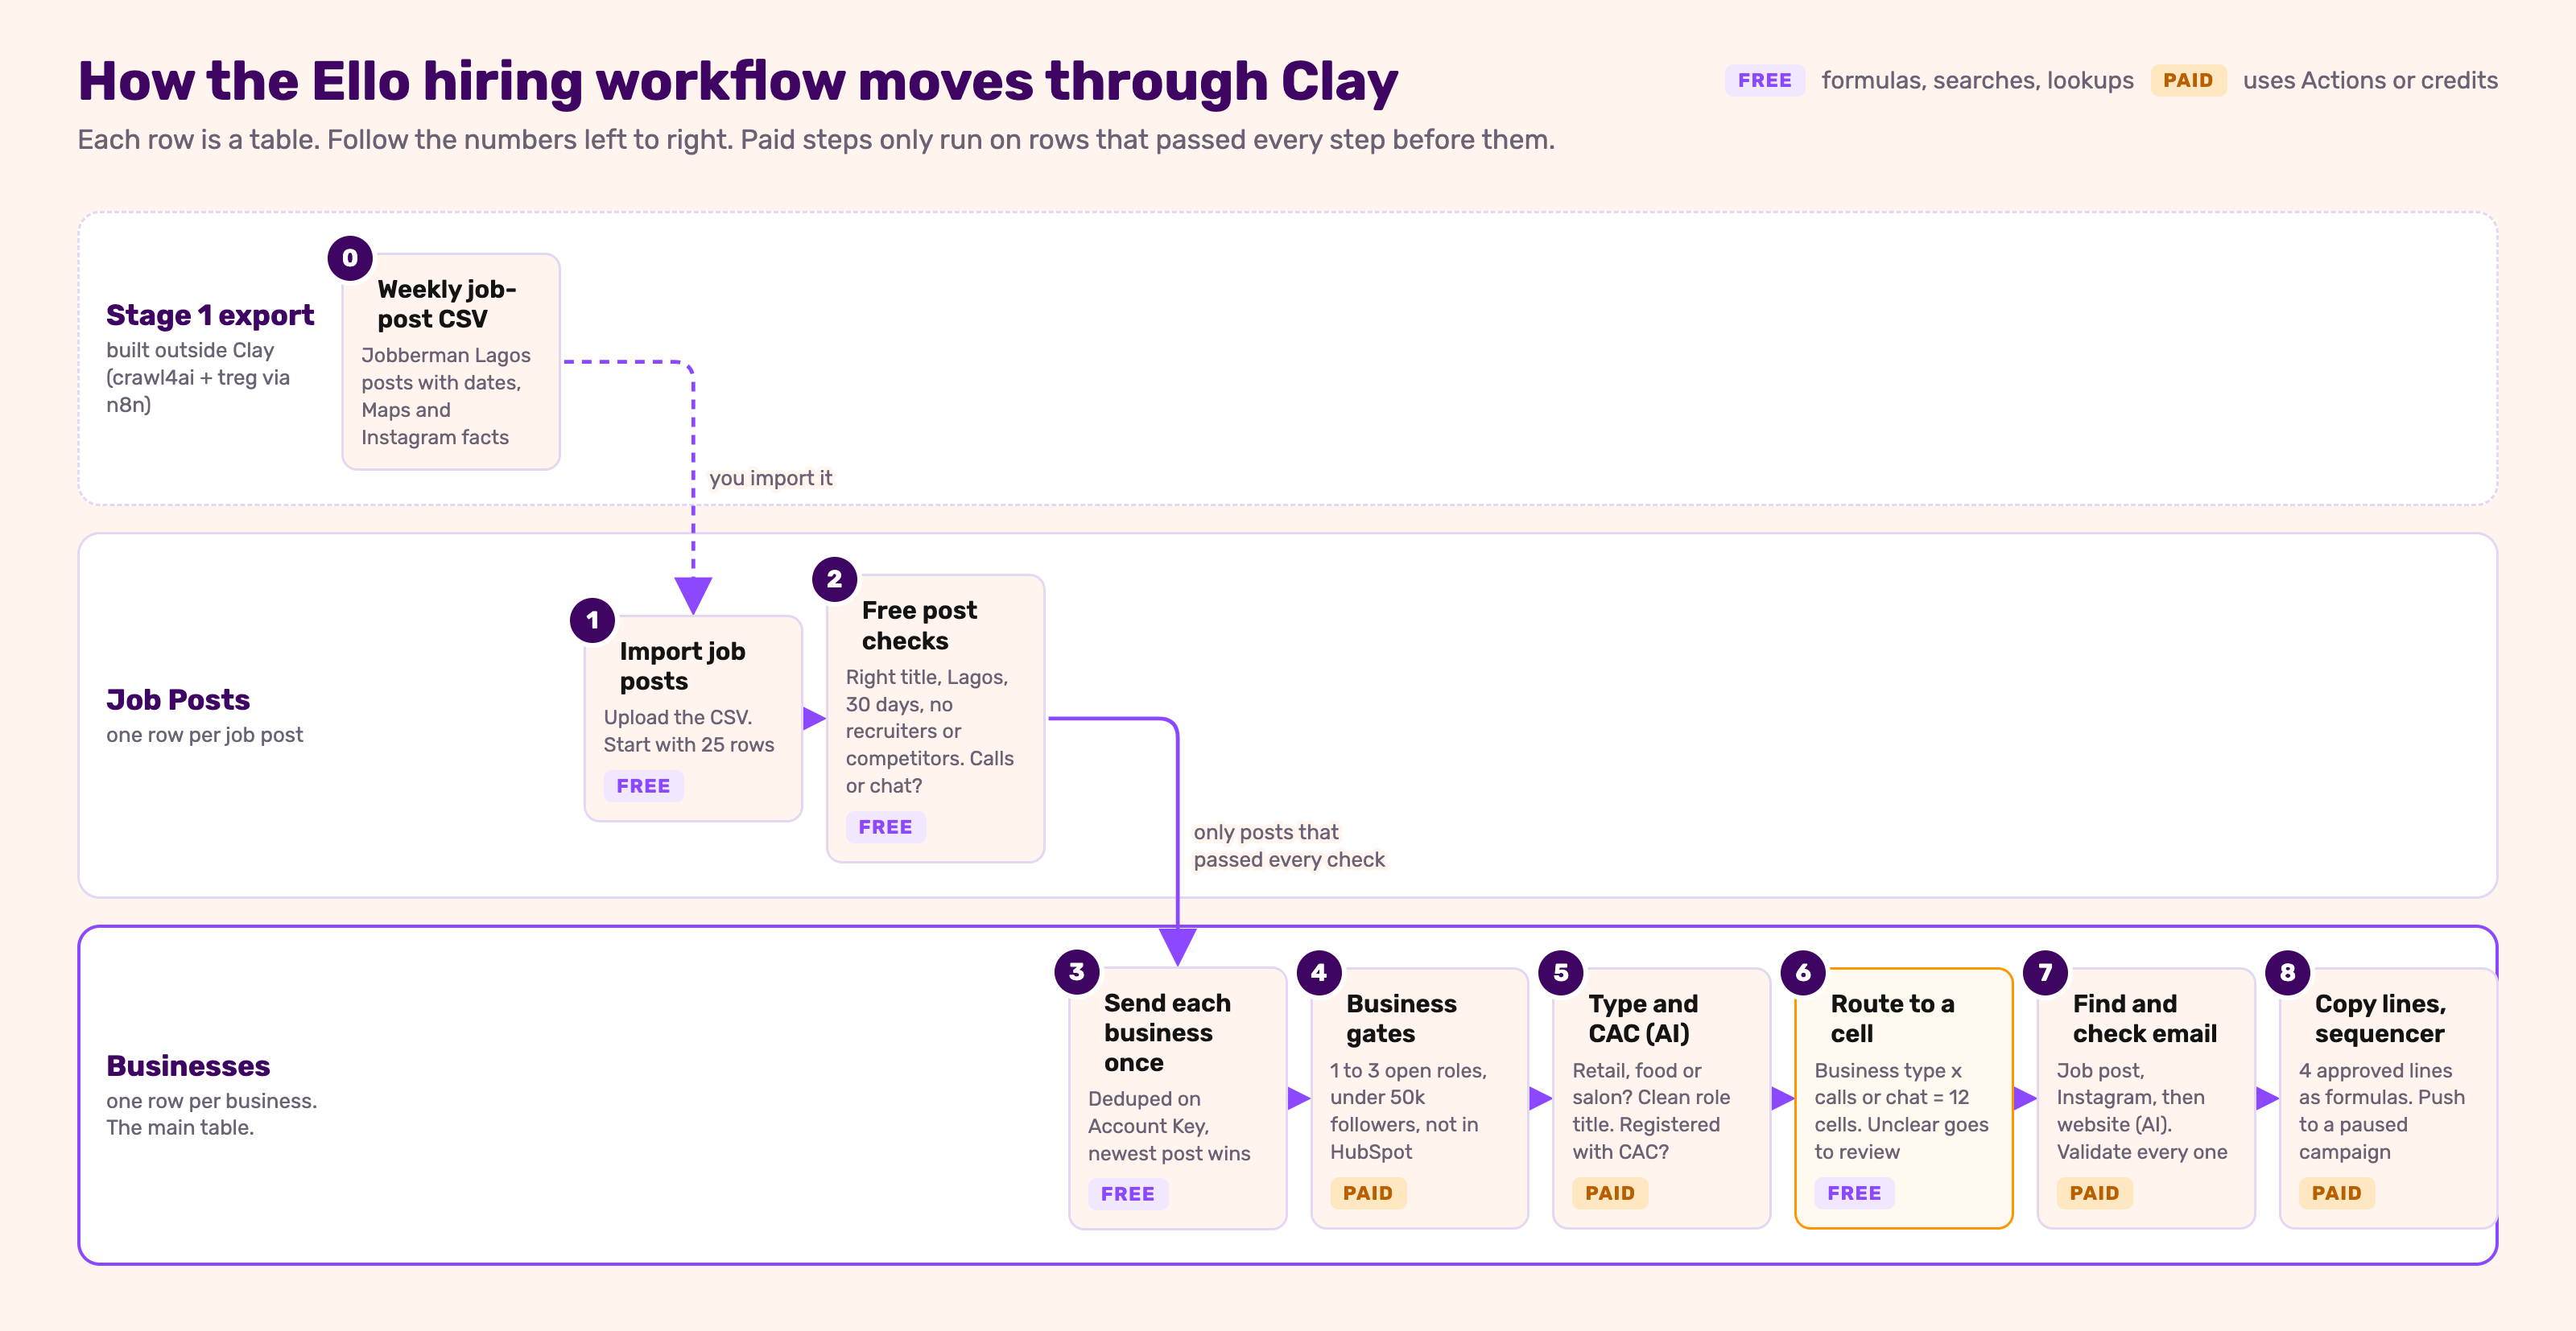 How the Ello hiring workflow moves through Clay
FREE formulas, searches, lookups PAID uses Actions or credits
Each row is a table. Follow the numbers left to right. Paid steps only run on rows that passed every step before them.
Stage 1 export
built outside Clay
(crawl4ai + treg via
n8n)
0
Weekly job-
post CSV
Jobberman Lagos
posts with dates,
Maps and
Instagram facts
you import it
Job Posts
one row per job post
1
Import job
posts
Upload the CSV.
Start with 25 rows
FREE
2
Free post
checks
Right title, Lagos,
30 days, no
recruiters or
competitors. Calls
or chat?
FREE
only posts that
passed every check
Businesses
one row per business.
The main table.
3
Send each
business
once
Deduped on
Account Key,
newest post wins
FREE
4
Business
gates
1 to 3 open roles,
under 50k
followers, not in
HubSpot
PAID
5
Type and
CAC (AI)
Retail, food or
salon? Clean role
title. Registered
with CAC?
PAID
6
Route to a
cell
Business type x
calls or chat = 12
cells. Unclear goes
to review
FREE
7
Find and
check email
Job post,
Instagram, then
website (AI).
Validate every one
PAID
8
Copy lines,
sequencer
4 approved lines
as formulas. Push
to a paused
campaign
PAID